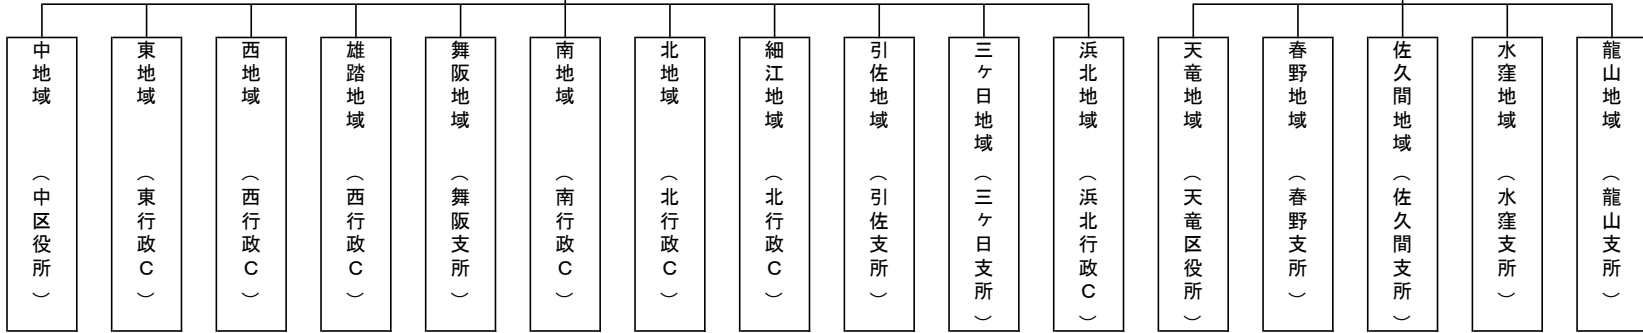 中地域（中区役所）
東地域（東行政C）
西地域（西行政C）
雄踏地域（西行政C）
舞阪地域（舞阪支所）
南地域（南行政C）
北地域（北行政C）
細江地域（北行政C）
引佐地域（引佐支所）
三ケ日地域（三ケ日支所）
浜北地域（浜北行政C）
天竜地域（天竜区役所）
春野地域（春野支所）
佐久間地域（佐久間支所）
水窪地域（水窪支所）
龍山地域（龍山支所）